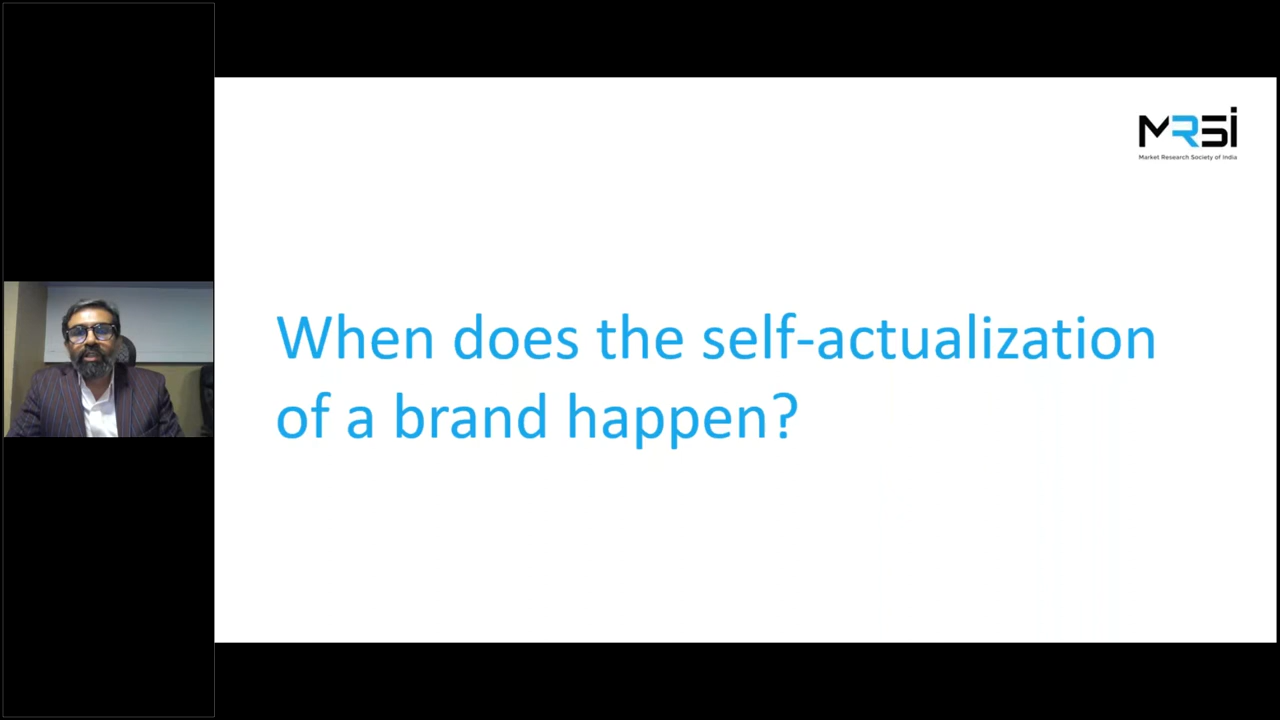 MRSI
Market Research Society of India
When does the self-actualization
of a brand happen?